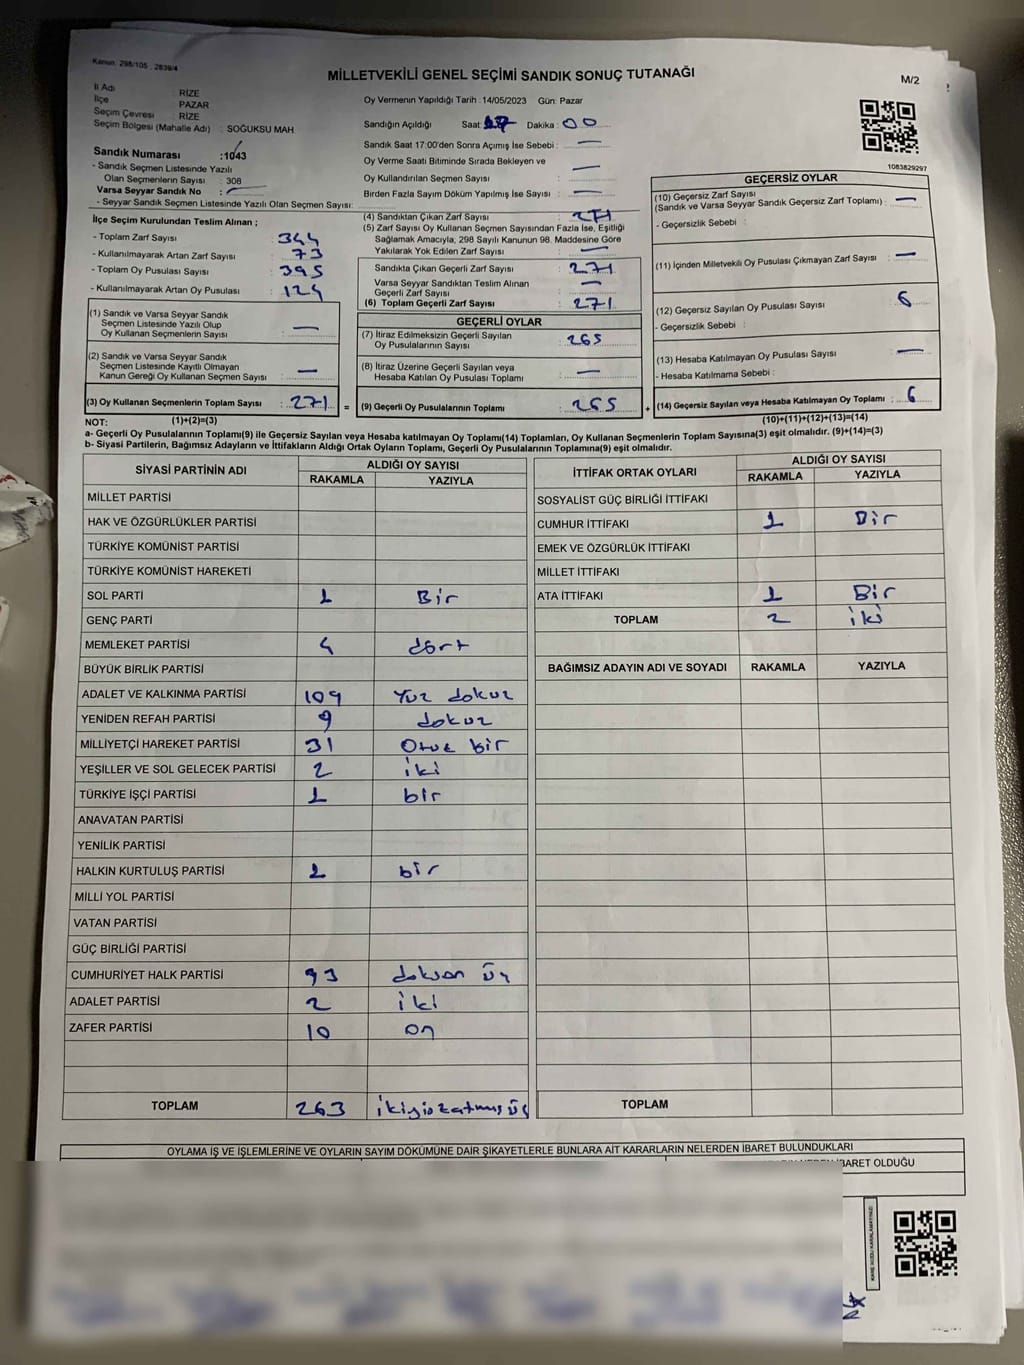 Kanun: 298/105 , 2839/4
MİLLETVEKİLİ GENEL SEÇİMİ SANDIK SONUÇ TUTANAĞI
M/2
İl Adı : RİZE
İlçe : PAZAR
Seçim Çevresi : RİZE
Seçim Bölgesi (Mahalle Adı) : SOĞUKSU MAH
Sandık Numarası :1043
- Sandık Seçmen Listesinde Yazılı
Olan Seçmenlerin Sayısı : 308
Varsa Seyyar Sandık No : —
- Seyyar Sandık Seçmen Listesinde Yazılı Olan Seçmen Sayısı:
Oy Vermenin Yapıldığı Tarih :14/05/2023 Gün: Pazar
Sandığın Açıldığı Saat: 17 Dakika : 00
Sandık Saat 17:00'den Sonra Açımış İse Sebebi : —
Oy Verme Saati Bitiminde Sırada Bekleyen ve
Oy Kullandırılan Seçmen Sayısı : —
Birden Fazla Sayım Döküm Yapılmış İse Sayısı : —
1083829297
İlçe Seçim Kurulundan Teslim Alınan ;
- Toplam Zarf Sayısı : 344
- Kullanılmayarak Artan Zarf Sayısı : 73
- Toplam Oy Pusulası Sayısı : 395
- Kullanılmayarak Artan Oy Pusulası : 124
(1) Sandık ve Varsa Seyyar Sandık
Seçmen Listesinde Yazılı Olup
Oy Kullanan Seçmenlerin Sayısı : —
(2) Sandık ve Varsa Seyyar Sandık
Seçmen Listesinde Kayıtlı Olmayan
Kanun Gereği Oy Kullanan Seçmen Sayısı : —
(3) Oy Kullanan Seçmenlerin Toplam Sayısı : 271 =
(1)+(2)=(3)
(4) Sandıktan Çıkan Zarf Sayısı : 271
(5) Zarf Sayısı Oy Kullanan Seçmen Sayısından Fazla İse, Eşitliği
Sağlamak Amacıyla; 298 Sayılı Kanunun 98. Maddesine Göre
Yakılarak Yok Edilen Zarf Sayısı : —
Sandıkta Çıkan Geçerli Zarf Sayısı : 271
Varsa Seyyar Sandıktan Teslim Alınan
Geçerli Zarf Sayısı : —
(6) Toplam Geçerli Zarf Sayısı : 271
GEÇERLİ OYLAR
(7) İtiraz Edilmeksizin Geçerli Sayılan
Oy Pusulalarının Sayısı : 265
(8) İtiraz Üzerine Geçerli Sayılan veya
Hesaba Katılan Oy Pusulası Toplamı : —
(9) Geçerli Oy Pusulalarının Toplamı : 265 +
GEÇERSİZ OYLAR
(10) Geçersiz Zarf Sayısı
(Sandık ve Varsa Seyyar Sandık Geçersiz Zarf Toplamı) : —
- Geçersizlik Sebebi :
(11) İçinden Milletvekili Oy Pusulası Çıkmayan Zarf Sayısı : —
(12) Geçersiz Sayılan Oy Pusulası Sayısı : 6
- Geçersizlik Sebebi :
(13) Hesaba Katılmayan Oy Pusulası Sayısı : —
- Hesaba Katılmama Sebebi :
(14) Geçersiz Sayılan veya Hesaba Katılmayan Oy Toplamı : 6
(10)+(11)+(12)+(13)=(14)
NOT:
a- Geçerli Oy Pusulalarının Toplamı(9) ile Geçersiz Sayılan veya Hesaba katılmayan Oy Toplamı(14) Toplamları, Oy Kullanan Seçmenlerin Toplam Sayısına(3) eşit olmalıdır. (9)+(14)=(3)
b- Siyasi Partilerin, Bağımsız Adayların ve İttifakların Aldığı Oyların Toplamı, Geçerli Oy Pusulalarının Toplamına(9) eşit olmalıdır.
SİYASİ PARTİNİN ADI ALDIĞI OY SAYISI
RAKAMLA YAZIYLA
MİLLET PARTİSİ
HAK VE ÖZGÜRLÜKLER PARTİSİ
TÜRKİYE KOMÜNİST PARTİSİ
TÜRKİYE KOMÜNİST HAREKETİ
SOL PARTİ 1 Bir
GENÇ PARTİ
MEMLEKET PARTİSİ 4 dört
BÜYÜK BİRLİK PARTİSİ
ADALET VE KALKINMA PARTİSİ 109 Yüz dokuz
YENİDEN REFAH PARTİSİ 9 dokuz
MİLLİYETÇİ HAREKET PARTİSİ 31 Otuz bir
YEŞİLLER VE SOL GELECEK PARTİSİ 2 iki
TÜRKİYE İŞÇİ PARTİSİ 1 bir
ANAVATAN PARTİSİ
YENİLİK PARTİSİ
HALKIN KURTULUŞ PARTİSİ 1 bir
MİLLİ YOL PARTİSİ
VATAN PARTİSİ
GÜÇ BİRLİĞİ PARTİSİ
CUMHURİYET HALK PARTİSİ 93 doksan üç
ADALET PARTİSİ 2 iki
ZAFER PARTİSİ 10 on
TOPLAM 263 ikiyüzatmışüç
İTTİFAK ORTAK OYLARI ALDIĞI OY SAYISI
RAKAMLA YAZIYLA
SOSYALIST GÜÇ BİRLİĞİ İTTİFAKI
CUMHUR İTTİFAKI 1 Bir
EMEK VE ÖZGÜRLÜK İTTİFAKI
MİLLET İTTİFAKI
ATA İTTİFAKI 1 Bir
TOPLAM 2 iki
BAĞIMSIZ ADAYIN ADI VE SOYADI RAKAMLA YAZIYLA
TOPLAM
OYLAMA İŞ VE İŞLEMLERİNE VE OYLARIN SAYIM DÖKÜMÜNE DAİR ŞİKAYETLERLE BUNLARA AİT KARARLARIN NELERDEN İBARET BULUNDUKLARI
İBARET OLDUĞU